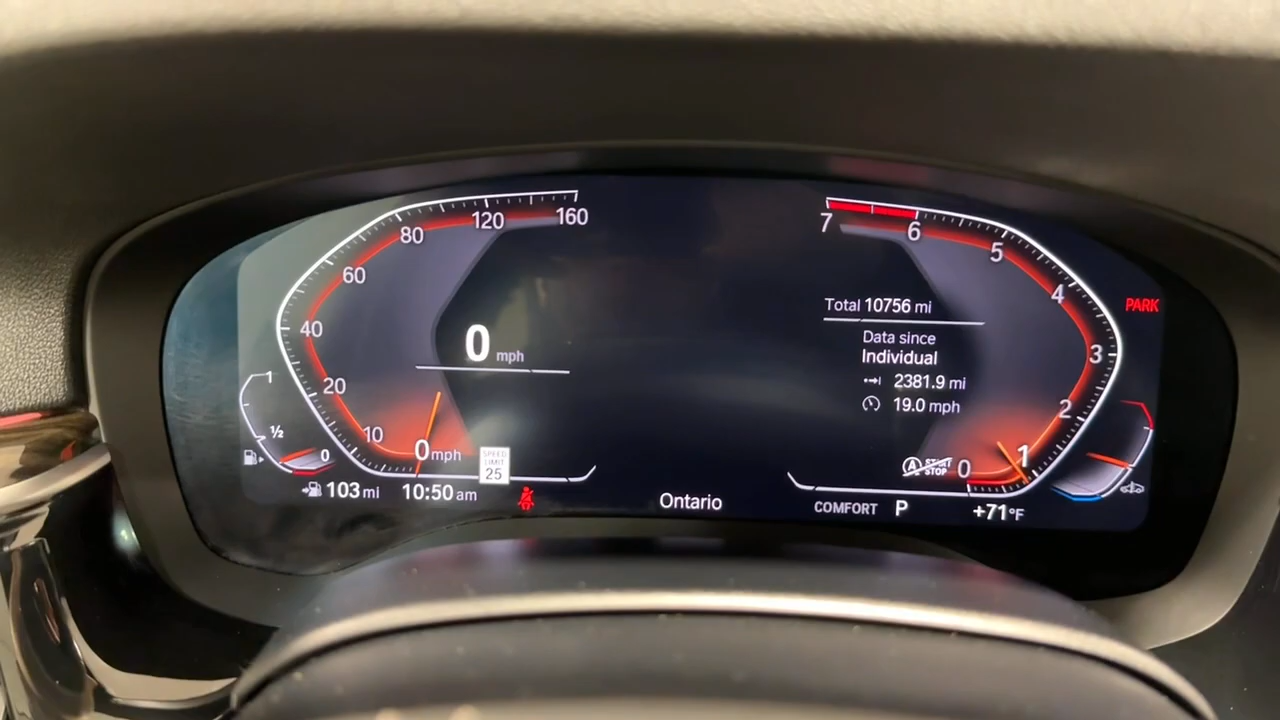 160
120
80
60
40
20
10
0 mph
0 mph
SPEED
LIMIT
25
1
½
0
103 mi
10:50 am
Ontario
7
6
5
4
3
2
1
0
Total 10756 mi
Data since
Individual
2381.9 mi
19.0 mph
PARK
A START
STOP
COMFORT P
+71°F